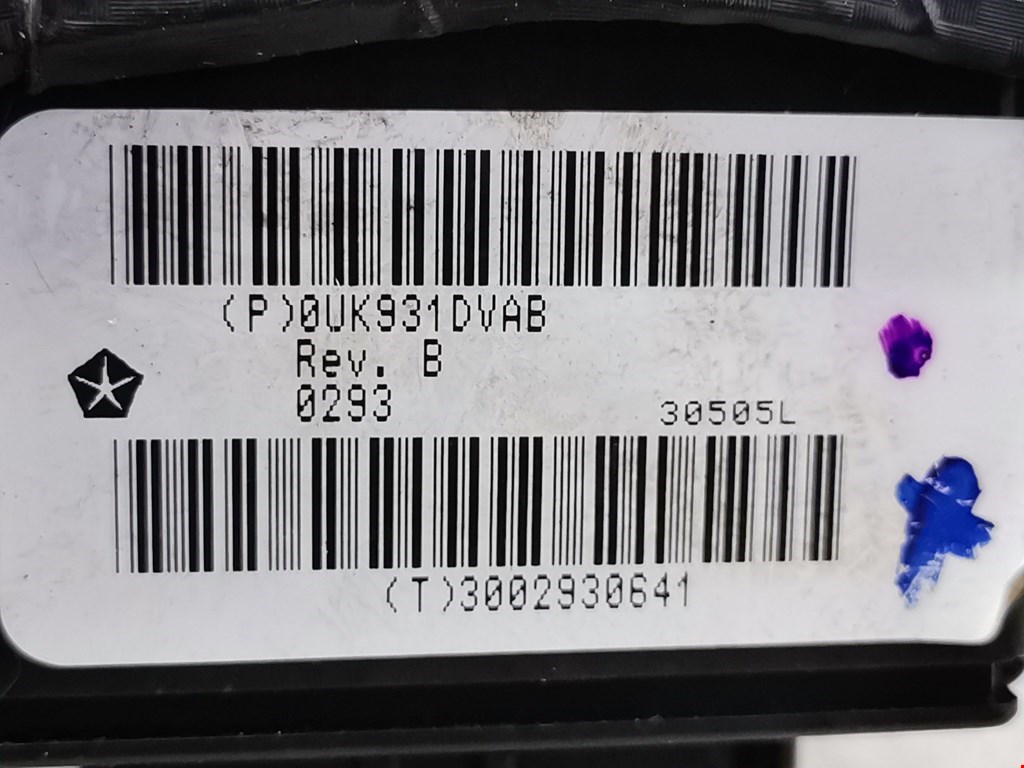 (P)0UK931DVAB
Rev. B
0293
30505L
(T)3002930641